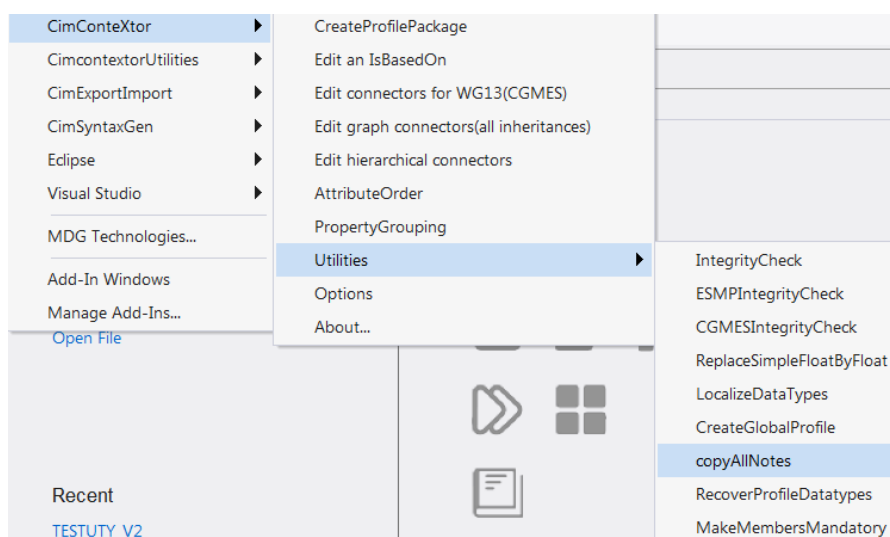 CimConteXtor
CimcontextorUtilities
CimExportImport
CimSyntaxGen
Eclipse
Visual Studio
MDG Technologies...
Add-In Windows
Manage Add-Ins...
Open File
Recent
TESTUTY_V2
CreateProfilePackage
Edit an IsBasedOn
Edit connectors for WG13(CGMES)
Edit graph connectors(all inheritances)
Edit hierarchical connectors
AttributeOrder
PropertyGrouping
Utilities
Options
About...
IntegrityCheck
ESMPIntegrityCheck
CGMESIntegrityCheck
ReplaceSimpleFloatByFloat
LocalizeDataTypes
CreateGlobalProfile
copyAllNotes
RecoverProfileDatatypes
MakeMembersMandatory